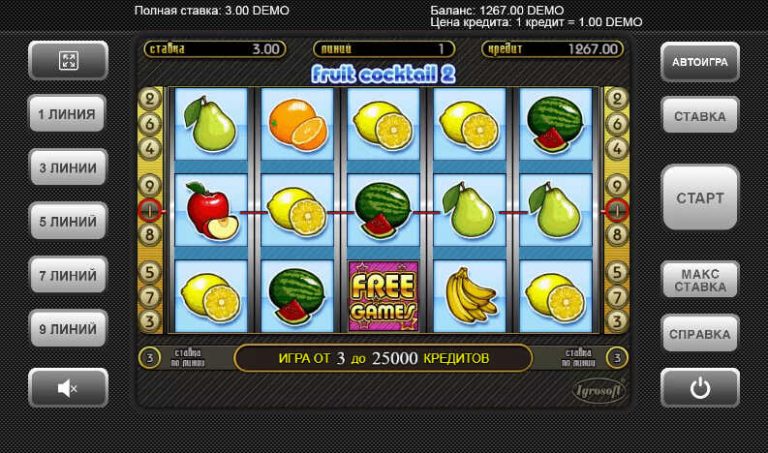 Полная ставка: 3.00 DEMO
Баланс: 1267.00 DEMO
Цена кредита: 1 кредит = 1.00 DEMO
ставка 3.00
линий 1
кредит 1267.00
fruit cocktail 2
АВТОИГРА
1 ЛИНИЯ
СТАВКА
3 ЛИНИИ
СТАРТ
5 ЛИНИЙ
7 ЛИНИЙ
МАКС
СТАВКА
9 ЛИНИЙ
СПРАВКА
2 2
6 6
4 4
9 9
1 1
8 8
5 5
7 7
3 3
FREE
GAMES
3 ставка
по линии
ИГРА ОТ 3 до 25000 КРЕДИТОВ
ставка
по линии 3
Igrosoft